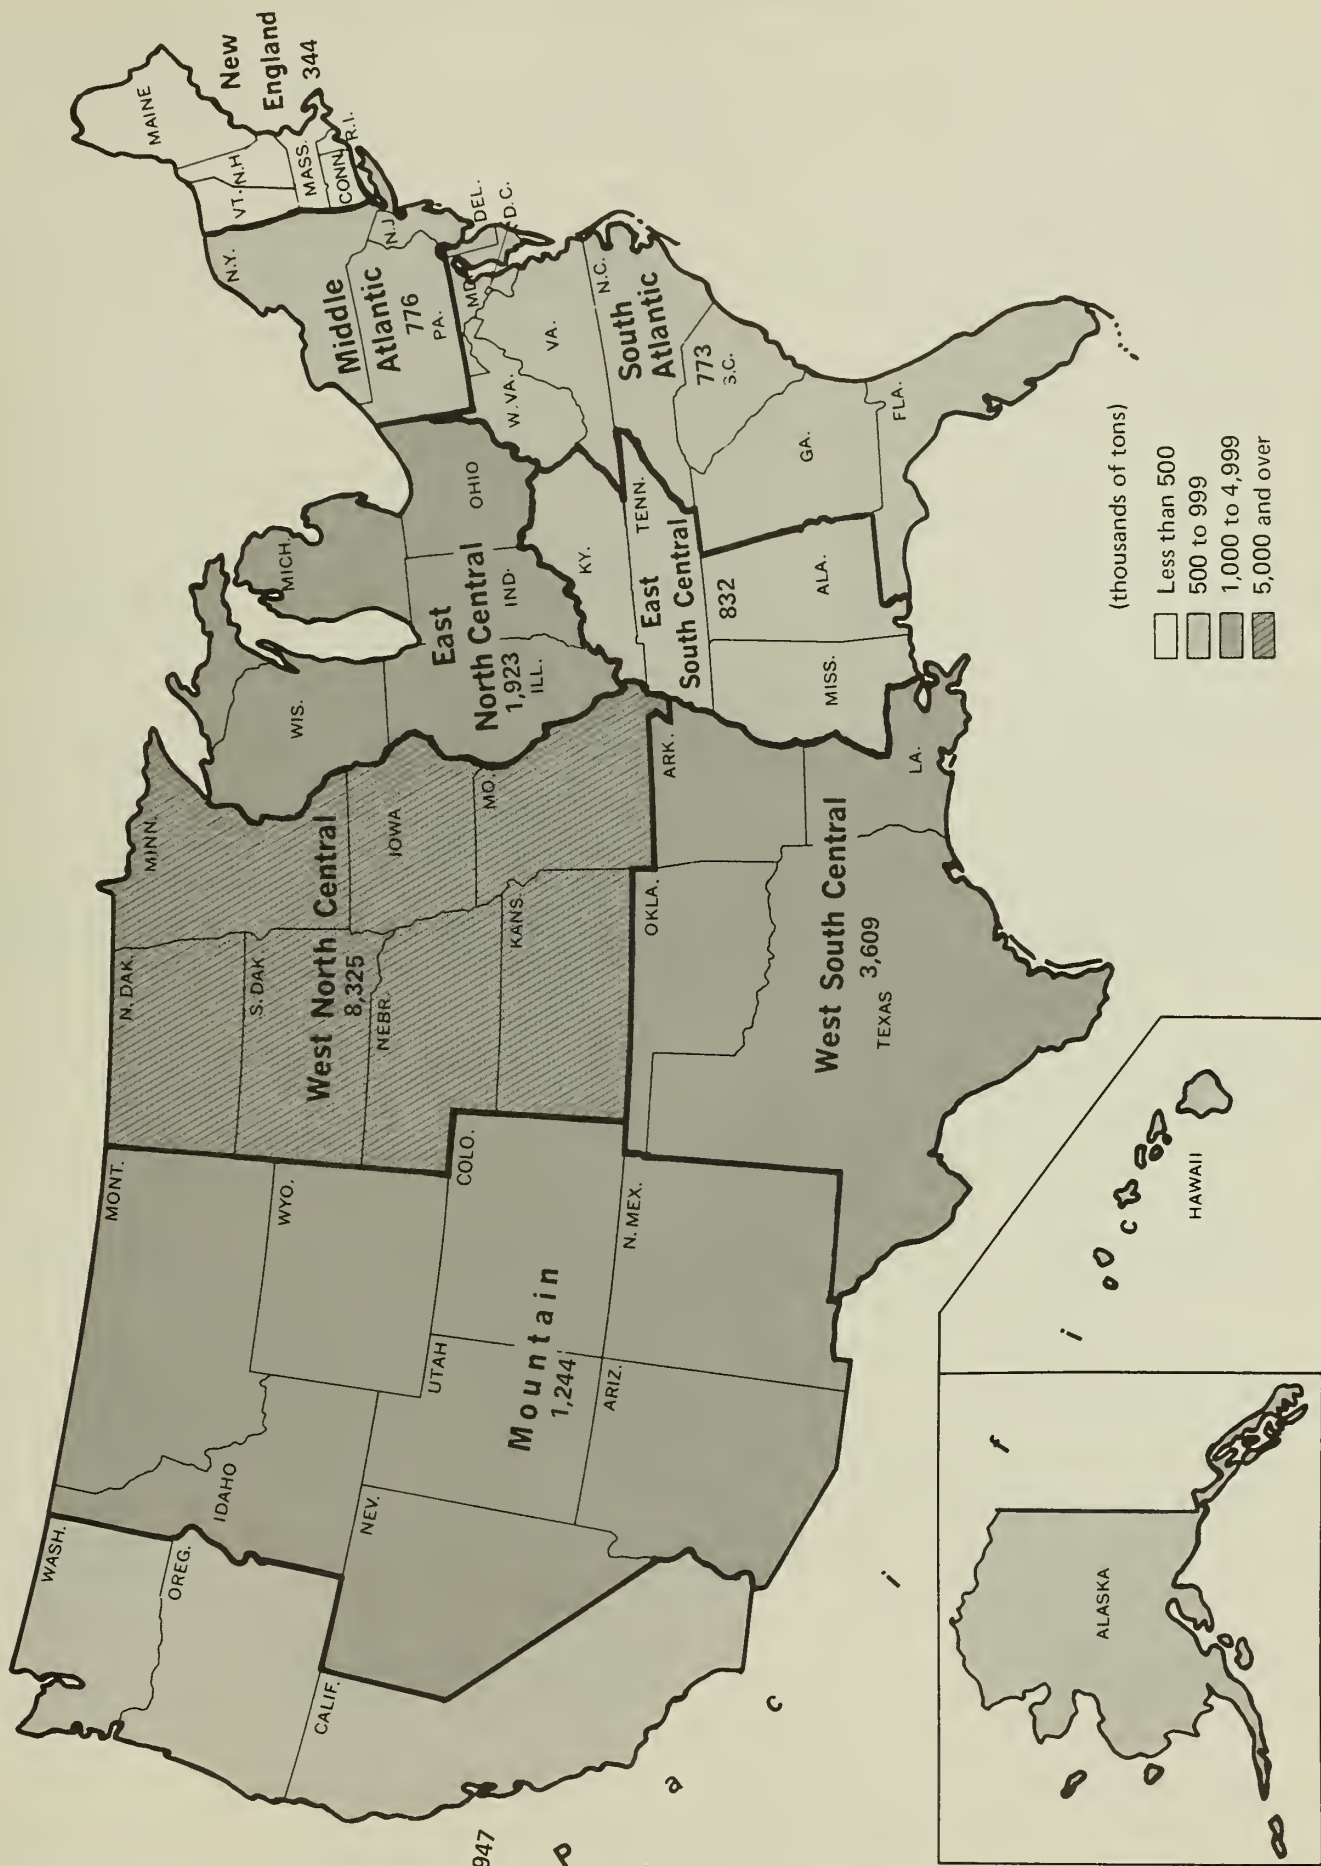 WASH.
OREG.
CALIF.
IDAHO
NEV.
MONT.
WYO.
UTAH
COLO.
ARIZ.
N. MEX.
Mountain
1,244
N. DAK.
S. DAK
NEBR.
KANS.
MINN.
IOWA
MO.
West North Central
8,325
OKLA.
ARK.
TEXAS
LA.
West South Central
3,609
WIS.
MICH.
ILL.
IND.
OHIO
East
North Central
1,923
KY.
TENN.
MISS.
ALA.
East
South Central
832
N.Y.
N.J.
PA.
Middle
Atlantic
776
MAINE
VT.
N.H
MASS.
CONN.
R.I.
New
England
344
DEL.
MD.
D.C.
W. VA.
VA.
N.C.
S.C.
GA.
FLA.
South
Atlantic
773
947
P
a
c
i
f
i
c
ALASKA
HAWAII
(thousands of tons)
Less than 500
500 to 999
1,000 to 4,999
5,000 and over